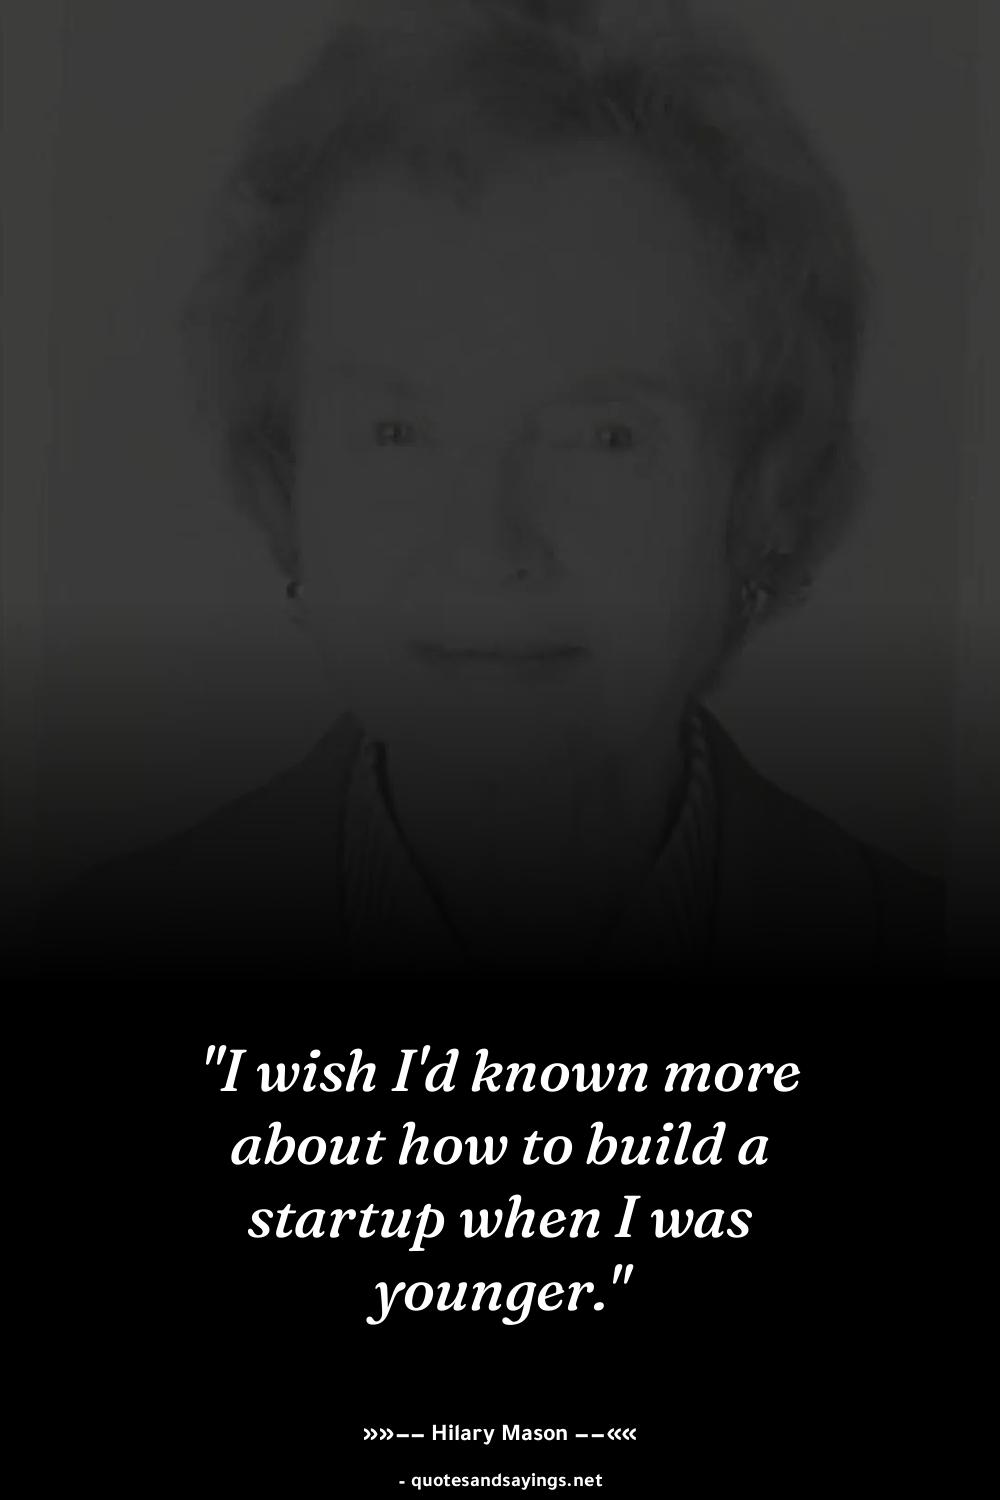 "I wish I'd known more
about how to build a
startup when I was
younger."
»»−− Hilary Mason −−««
- quotesandsayings.net